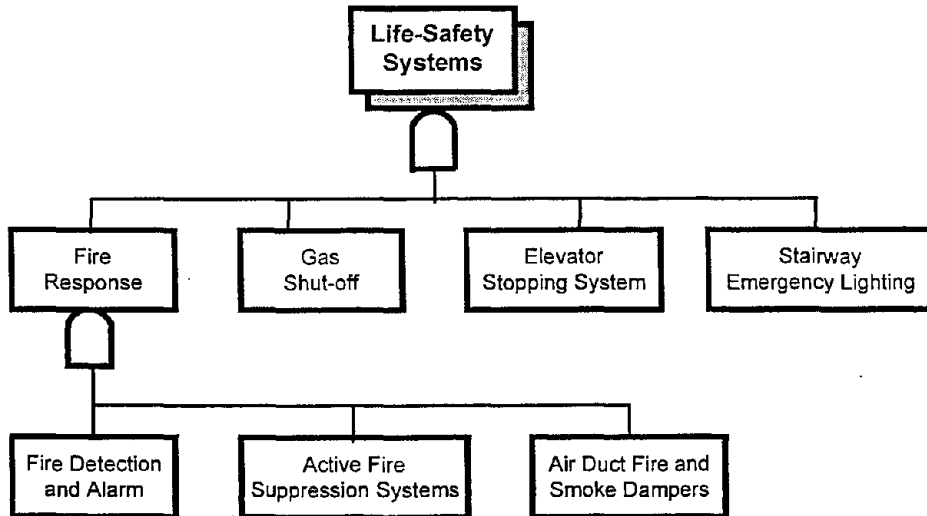 Life-Safety
Systems
Fire
Response
Gas
Shut-off
Elevator
Stopping System
Stairway
Emergency Lighting
Fire Detection
and Alarm
Active Fire
Suppression Systems
Air Duct Fire and
Smoke Dampers